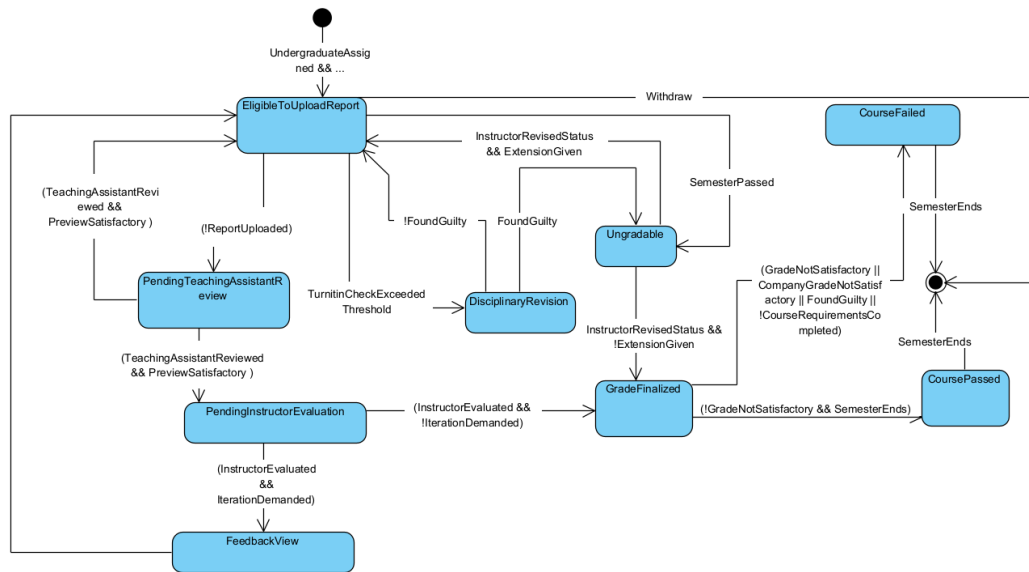 UndergraduateAssig
ned && ...
Withdraw
EligibleToUploadReport
CourseFailed
InstructorRevisedStatus
&& ExtensionGiven
SemesterPassed
(TeachingAssistantRevi
ewed &&
PreviewSatisfactory )
!FoundGuilty
FoundGuilty
SemesterEnds
(!ReportUploaded)
Ungradable
PendingTeachingAssistantR
eview
TurnitinCheckExceeded
Threshold
DisciplinaryRevision
(GradeNotSatisfactory ||
CompanyGradeNotSatisf
actory || FoundGuilty ||
!CourseRequirementsCo
mpleted)
InstructorRevisedStatus &&
!ExtensionGiven
SemesterEnds
(TeachingAssistantReviewed
&& PreviewSatisfactory )
GradeFinalized
CoursePassed
PendingInstructorEvaluation
(InstructorEvaluated &&
!IterationDemanded)
(!GradeNotSatisfactory && SemesterEnds)
(InstructorEvaluated
&&
IterationDemanded)
FeedbackView